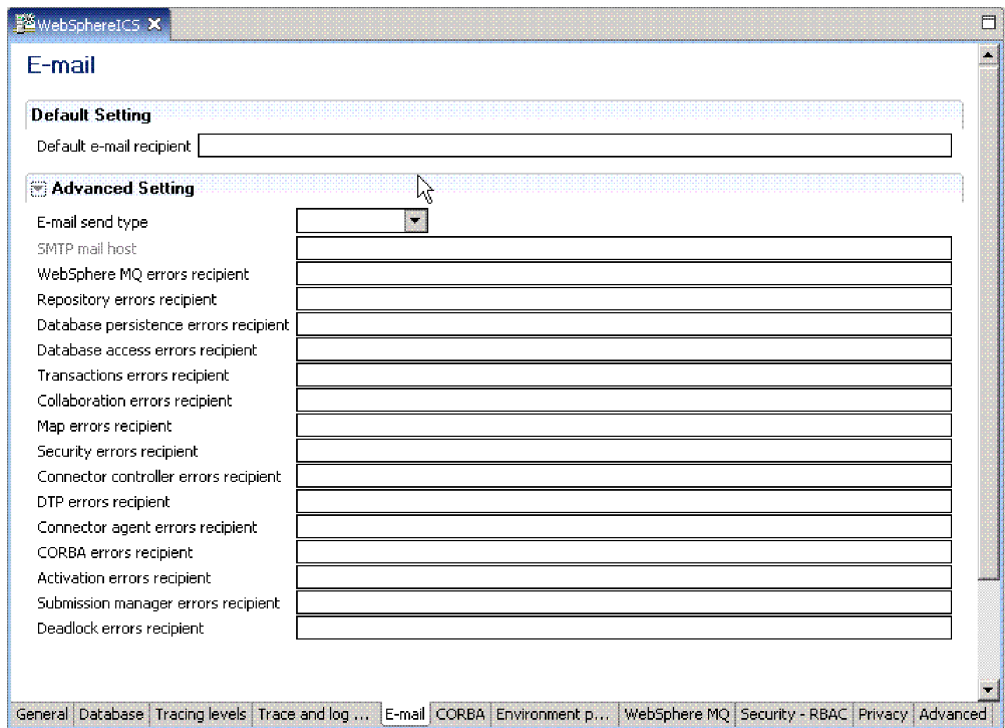 WebSphereICS
E-mail
Default Setting
Default e-mail recipient
Advanced Setting
E-mail send type
SMTP mail host
WebSphere MQ errors recipient
Repository errors recipient
Database persistence errors recipient
Database access errors recipient
Transactions errors recipient
Collaboration errors recipient
Map errors recipient
Security errors recipient
Connector controller errors recipient
DTP errors recipient
Connector agent errors recipient
CORBA errors recipient
Activation errors recipient
Submission manager errors recipient
Deadlock errors recipient
General Database Tracing levels Trace and log ... E-mail CORBA Environment p... WebSphere MQ Security - RBAC Privacy Advanced